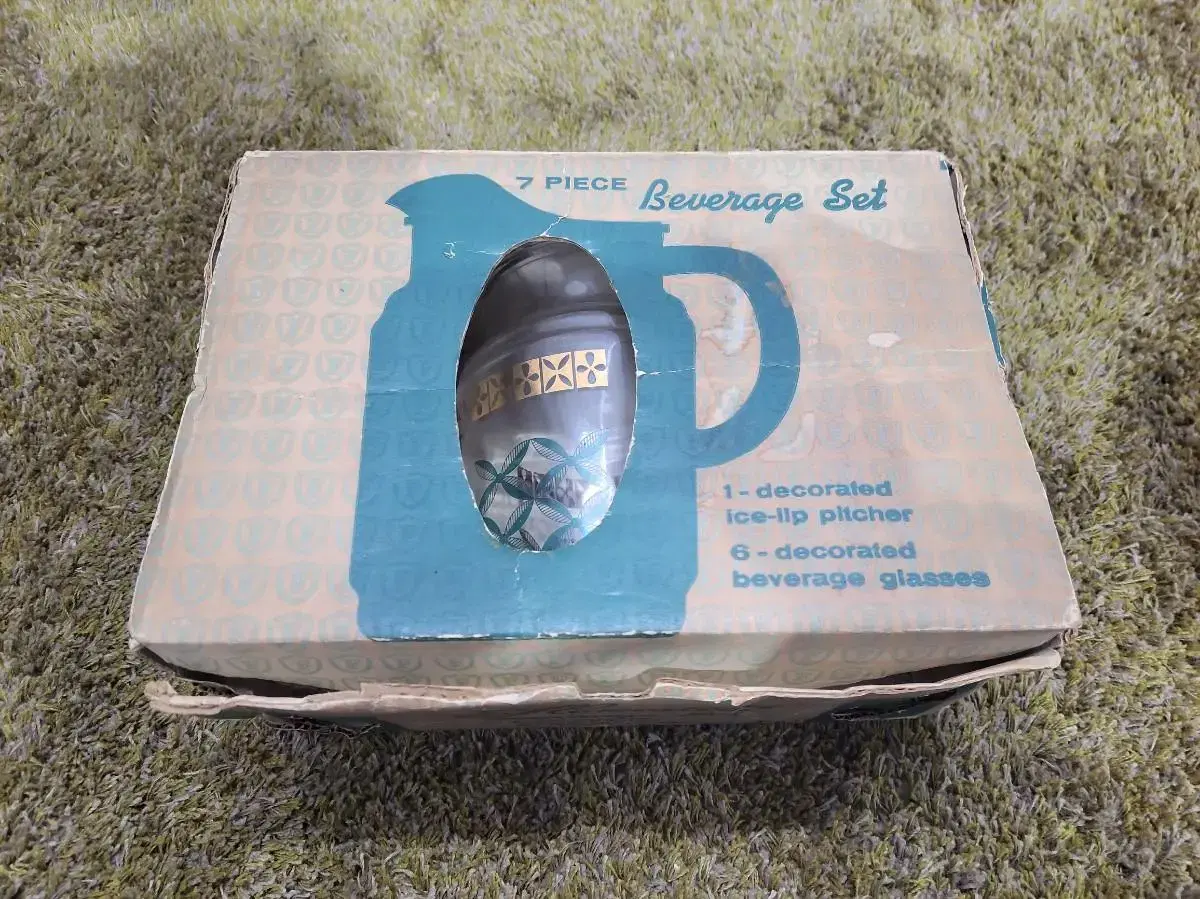 7 PIECE Beverage Set
1 - decorated
ice-lip pitcher
6 - decorated
beverage glasses